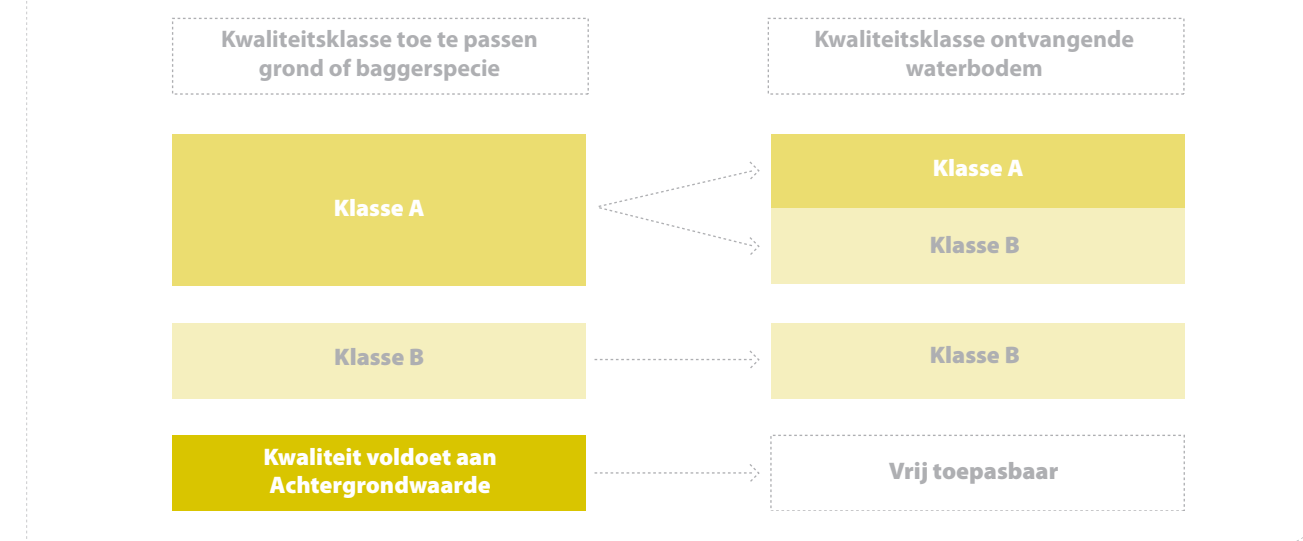 Kwaliteitsklasse toe te passen
grond of baggerspecie
Kwaliteitsklasse ontvangende
waterbodem
Klasse A
Klasse A
Klasse B
Klasse B
Klasse B
Kwaliteit voldoet aan
Achtergrondwaarde
Vrij toepasbaar